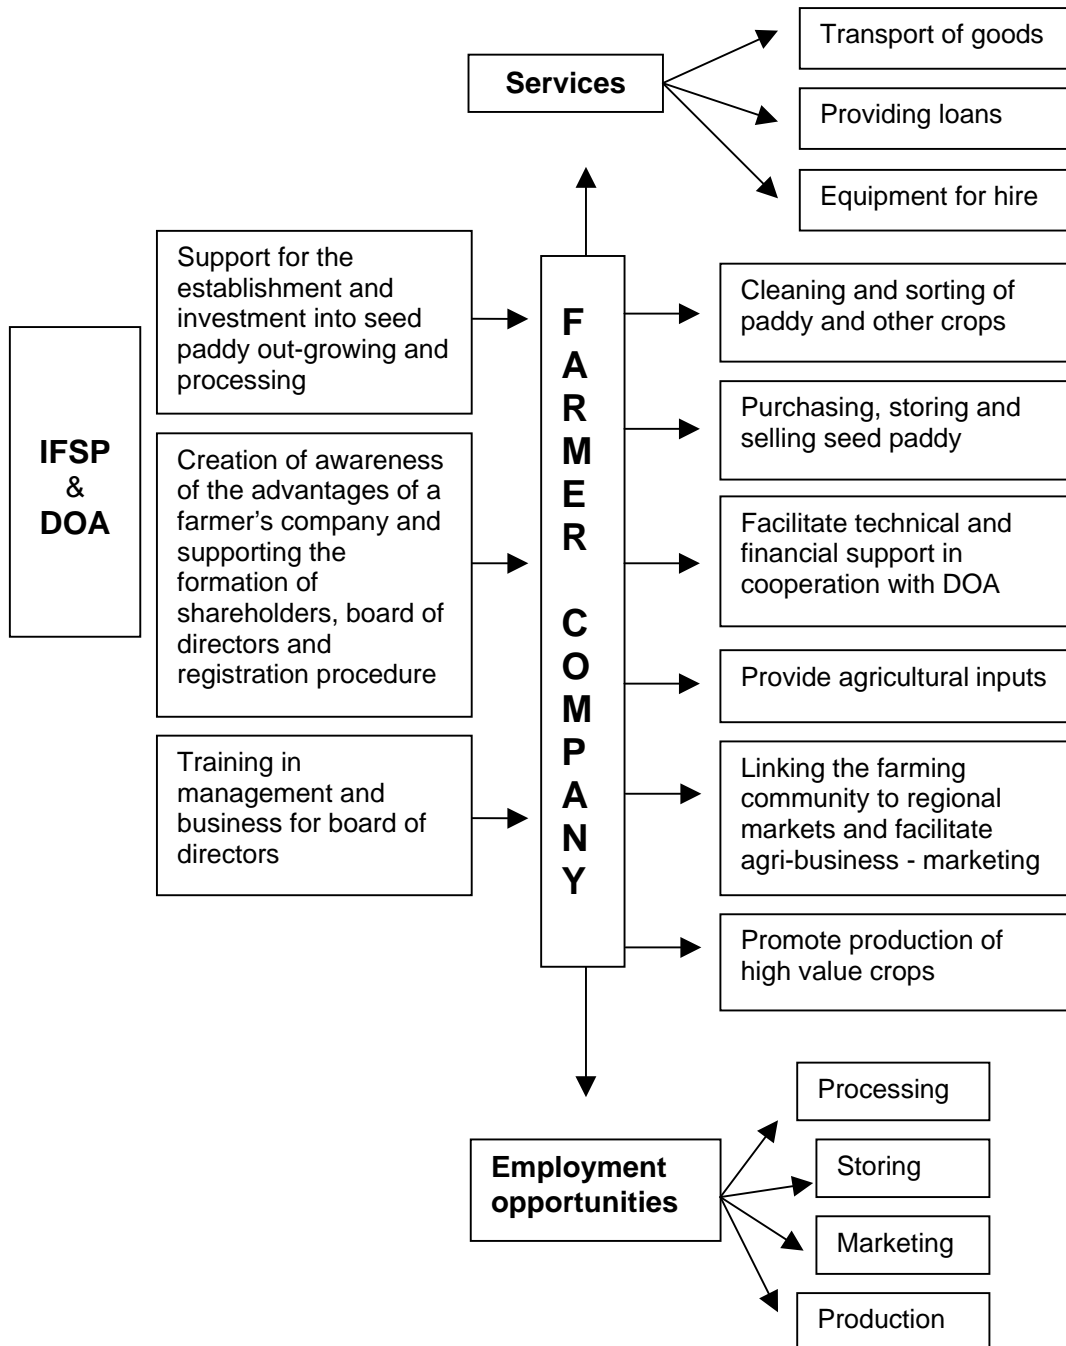 Services
Transport of goods
Providing loans
Equipment for hire
IFSP
&
DOA
Support for the
establishment and
investment into seed
paddy out-growing and
processing
Creation of awareness
of the advantages of a
farmer's company and
supporting the
formation of
shareholders, board of
directors and
registration procedure
Training in
management and
business for board of
directors
F
A
R
M
E
R
C
O
M
P
A
N
Y
Cleaning and sorting of
paddy and other crops
Purchasing, storing and
selling seed paddy
Facilitate technical and
financial support in
cooperation with DOA
Provide agricultural inputs
Linking the farming
community to regional
markets and facilitate
agri-business - marketing
Promote production of
high value crops
Employment
opportunities
Processing
Storing
Marketing
Production